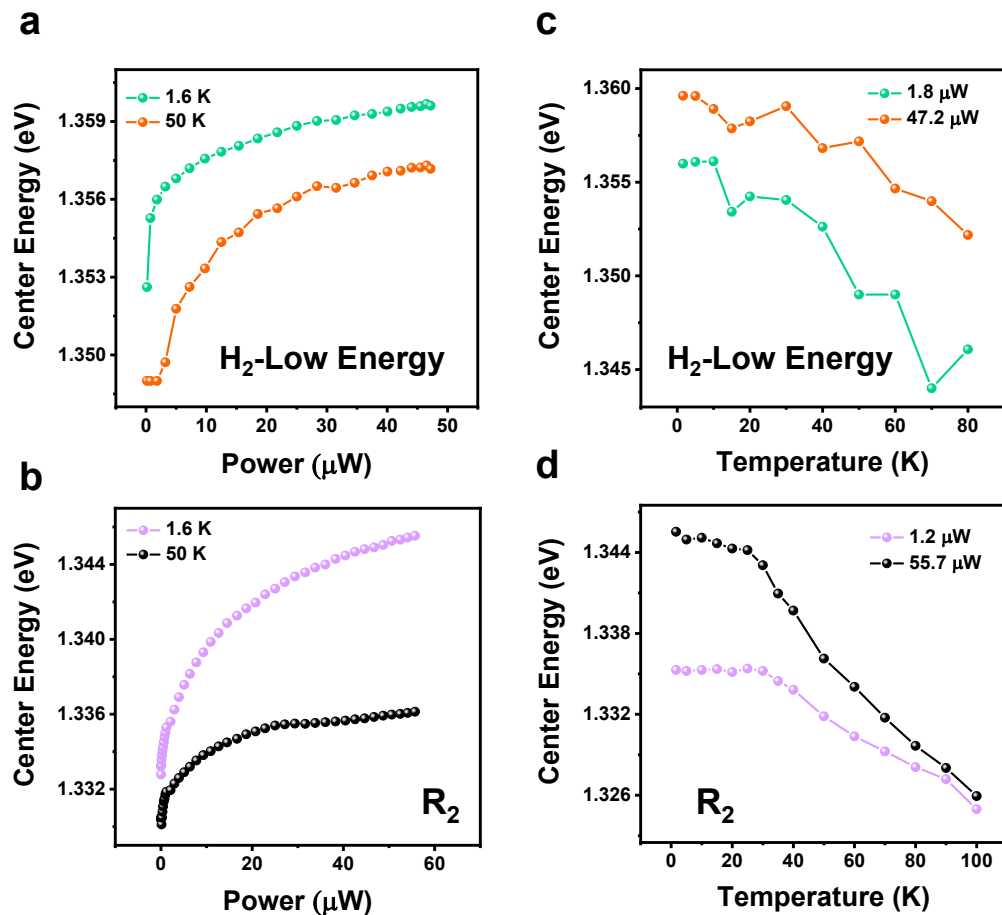 a
1.359
1.356
1.353
1.350
Center Energy (eV)
1.6 K
50 K
H₂-Low Energy
0 10 20 30 40 50
Power (μW)
c
1.360
1.355
1.350
1.345
Center Energy (eV)
1.8 μW
47.2 μW
H₂-Low Energy
0 20 40 60 80
Temperature (K)
b
1.344
1.340
1.336
1.332
Center Energy (eV)
1.6 K
50 K
R₂
0 20 40 60
Power (μW)
d
1.344
1.338
1.332
1.326
Center Energy (eV)
1.2 μW
55.7 μW
R₂
0 20 40 60 80 100
Temperature (K)